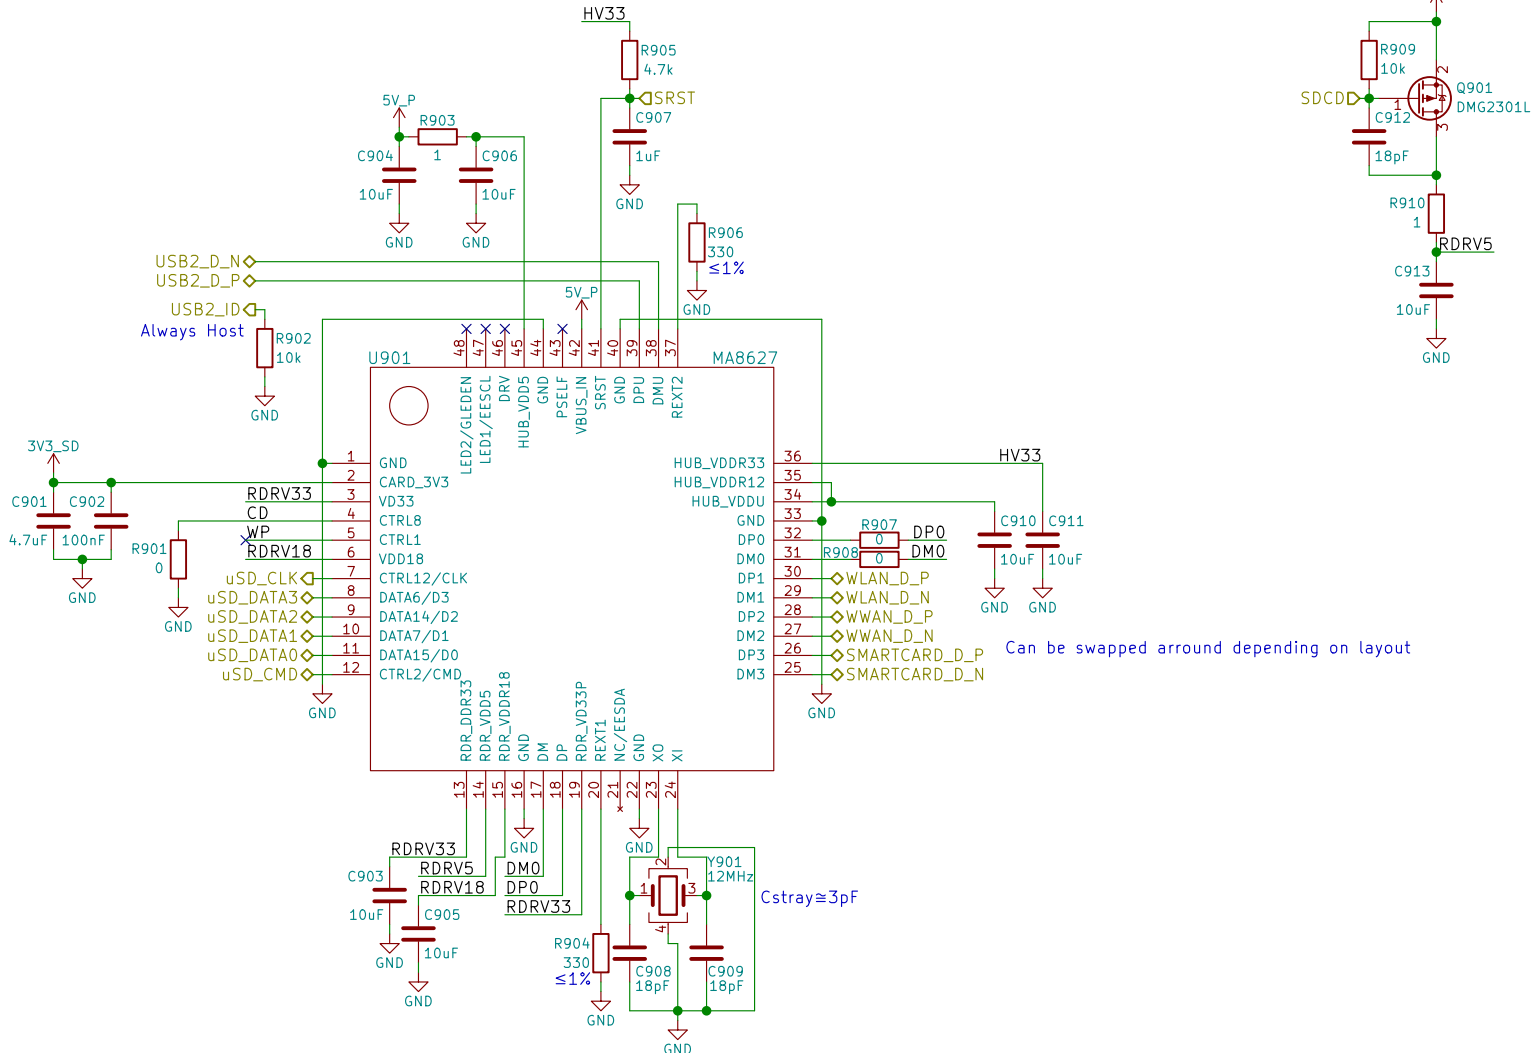 HV33
R905
4.7k
SRST
C907
1uF
GND
5V_P
R903
1
C904
10uF
GND
C906
10uF
GND
R909
10k
SDCD
1
2
3
Q901
DMG2301L
C912
18pF
R910
1
RDRV5
C913
10uF
GND
R906
330
≤1%
GND
USB2_D_N
USB2_D_P
USB2_ID
Always Host
R902
10k
GND
5V_P
U901
MA8627
48
47
46
45
44
43
42
41
40
39
38
37
LED2/GLEDEN
LED1/EESCL
DRV
HUB_VDD5
GND
PSELF
VBUS_IN
SRST
GND
DPU
DMU
REXT2
3V3_SD
C901
4.7uF
C902
100nF
GND
RDRV33
CD
WP
RDRV18
R901
0
GND
uSD_CLK
uSD_DATA3
uSD_DATA2
uSD_DATA1
uSD_DATA0
uSD_CMD
GND
1 GND
2 CARD_3V3
3 VD33
4 CTRL8
5 CTRL1
6 VDD18
7 CTRL12/CLK
8 DATA6/D3
9 DATA14/D2
10 DATA7/D1
11 DATA15/D0
12 CTRL2/CMD
HUB_VDDR33 36
HUB_VDDR12 35
HUB_VDDU 34
GND 33
DP0 32
DM0 31
DP1 30
DM1 29
DP2 28
DM2 27
DP3 26
DM3 25
HV33
R907
0
DP0
R908
0
DM0
WLAN_D_P
WLAN_D_N
WWAN_D_P
WWAN_D_N
SMARTCARD_D_P
SMARTCARD_D_N
GND
C910
10uF
GND
C911
10uF
GND
Can be swapped arround depending on layout
RDR_DDR33
RDR_VDD5
RDR_VDDR18
GND
DM
DP
RDR_VD33P
REXT1
NC/EESDA
GND
XO
XI
13
14
15
16
17
18
19
20
21
22
23
24
GND
GND
RDRV33
RDRV5
RDRV18
DM0
DP0
RDRV33
C903
10uF
GND
C905
10uF
GND
R904
330
≤1%
GND
Y901
12MHz
1
2
3
4
Cstray≅3pF
C908
18pF
C909
18pF
GND